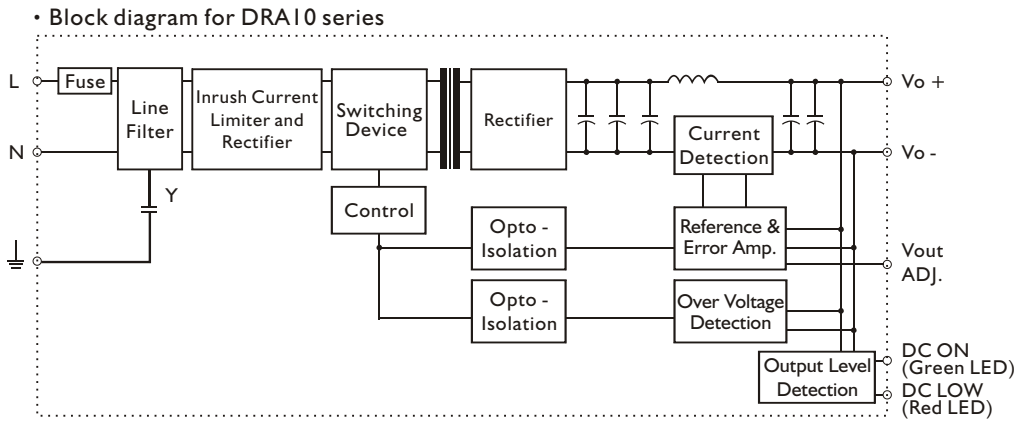 • Block diagram for DRA10 series
L
Fuse
Line
Filter
Inrush Current
Limiter and
Rectifier
Switching
Device
Rectifier
Vo +
N
Current
Detection
Vo -
Y
Control
Opto -
Isolation
Reference &
Error Amp.
Vout
ADJ.
Opto -
Isolation
Over Voltage
Detection
Output Level
Detection
DC ON
(Green LED)
DC LOW
(Red LED)